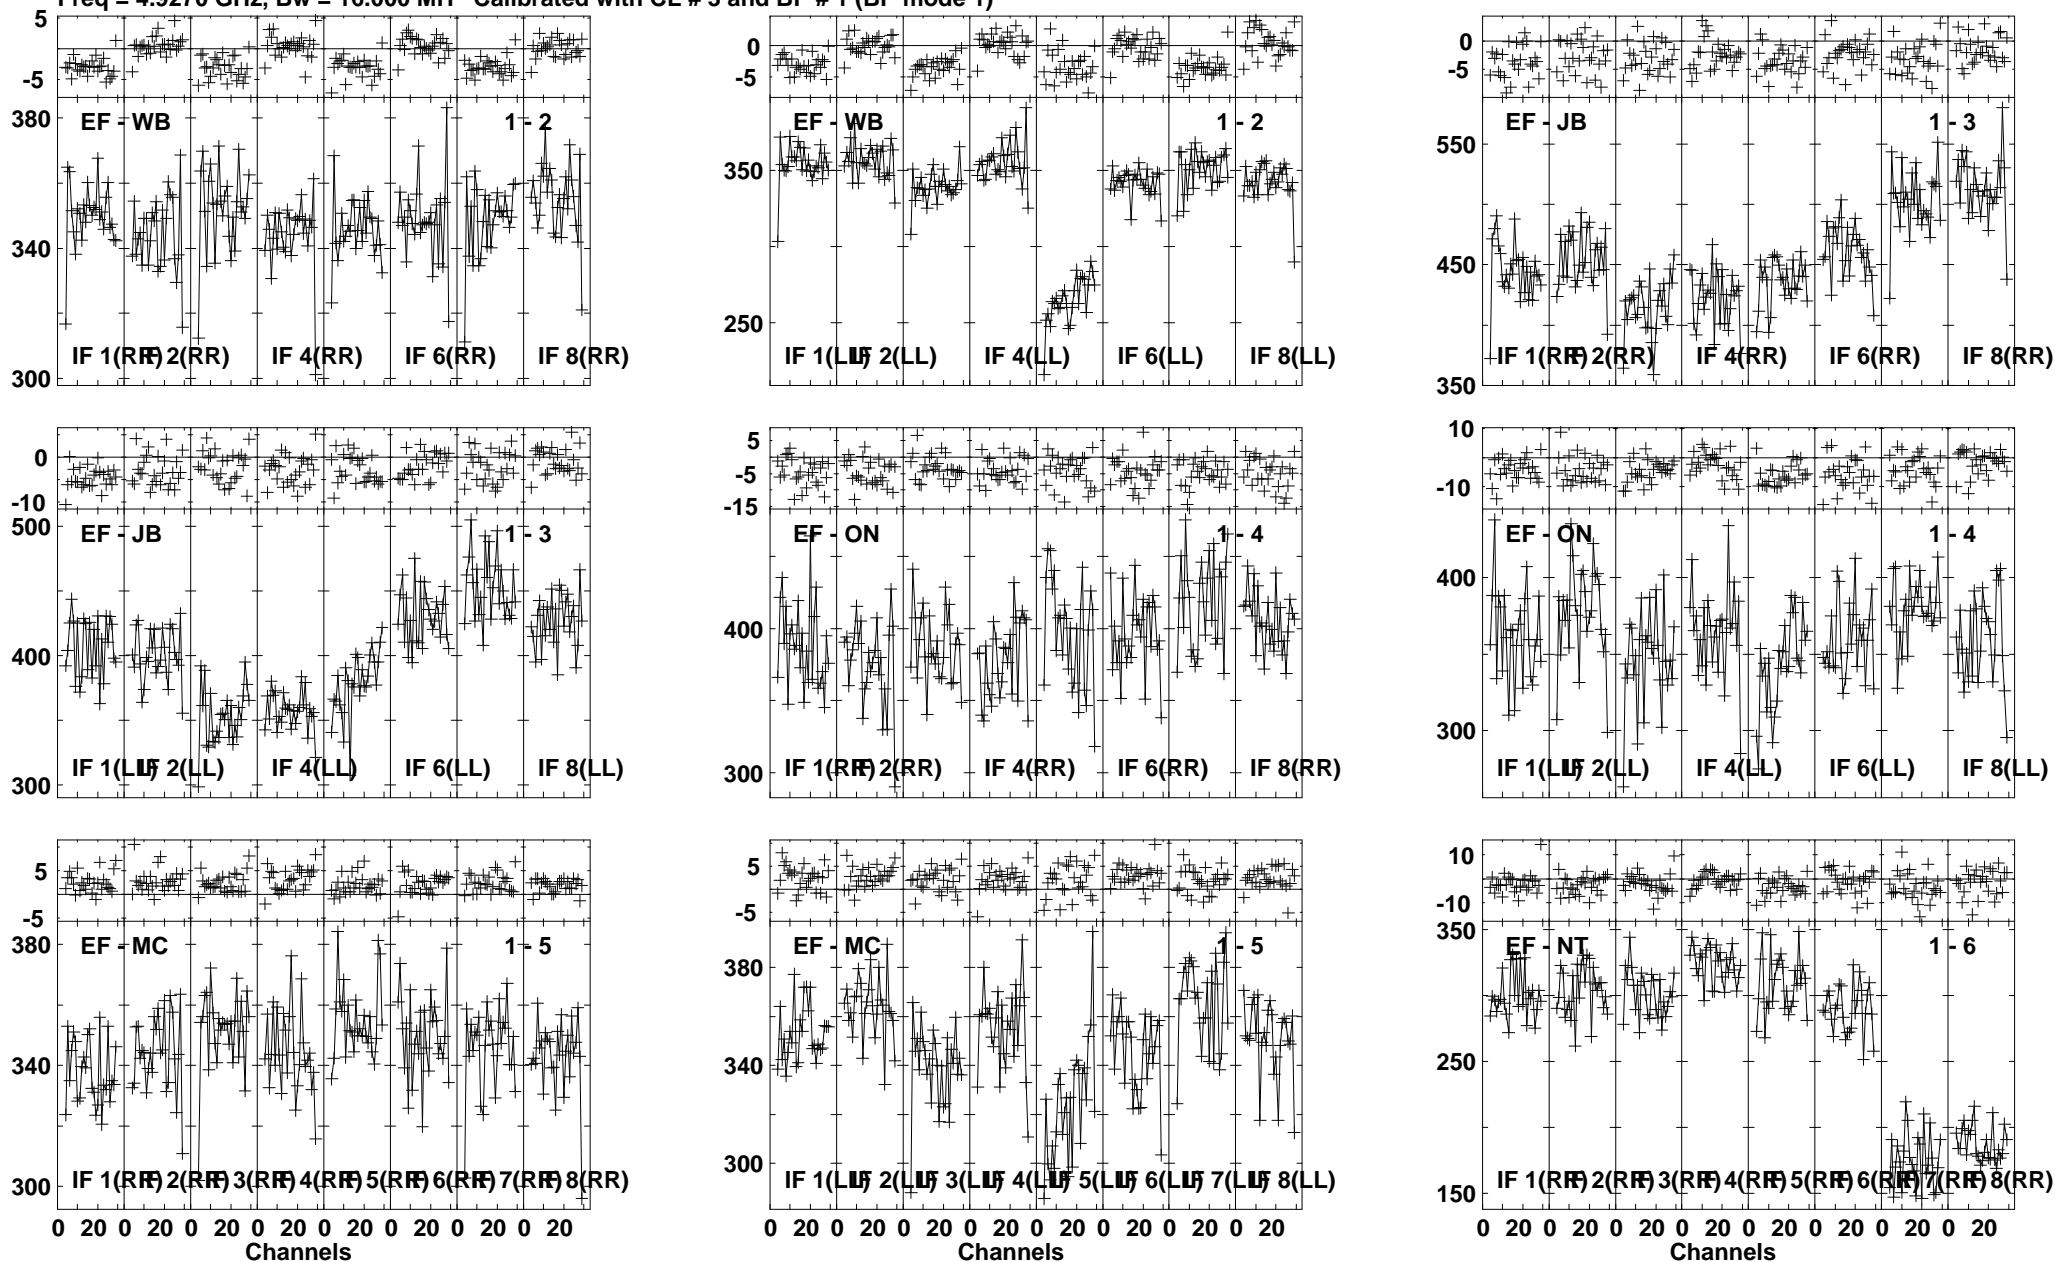 Freq = 4.9270 GHz, Bw = 16.000 MH Calibrated with CL # 3 and BP # 1 (BP mode 1)
5
0
-5
380
340
300
EF - WB
1 - 2
IF 1(RR) IF 2(RR) IF 4(RR) IF 6(RR) IF 8(RR)
0
-5
350
250
EF - WB
1 - 2
IF 1(LL) IF 2(LL) IF 4(LL) IF 6(LL) IF 8(LL)
0
-5
550
450
350
EF - JB
1 - 3
IF 1(RR) IF 2(RR) IF 4(RR) IF 6(RR)
IF 8(RR)
0
-10
500
400
300
EF - JB
1 - 3
IF 1(LL) IF 2(LL) IF 4(LL) IF 6(LL) IF 8(LL)
5
-5
-15
400
300
EF - ON
1 - 4
IF 1(RR) IF 2(RR) IF 4(RR) IF 6(RR) IF 8(RR)
10
-10
400
300
EF - ON
1 - 4
IF 1(LL) IF 2(LL) IF 4(LL) IF 6(LL) IF 8(LL)
5
-5
380
340
300
EF - MC
1 - 5
IF 1(RR) IF 2(RR) IF 3(RR) IF 4(RR) IF 5(RR) IF 6(RR) IF 7(RR) IF 8(RR)
0 20 0 20 0 20 0 20 0 20 0 20 0 20 0 20
Channels
5
-5
380
340
300
EF - MC
1 - 5
IF 1(LL) IF 2(LL) IF 3(LL) IF 4(LL) IF 5(LL) IF 6(LL) IF 7(LL) IF 8(LL)
0 20 0 20 0 20 0 20 0 20 0 20 0 20 0 20
Channels
10
-10
350
250
150
EF - NT
1 - 6
IF 1(RR) IF 2(RR) IF 3(RR) IF 4(RR) IF 5(RR) IF 6(RR) IF 7(RR) IF 8(RR)
0 20 0 20 0 20 0 20 0 20 0 20 0 20 0 20
Channels